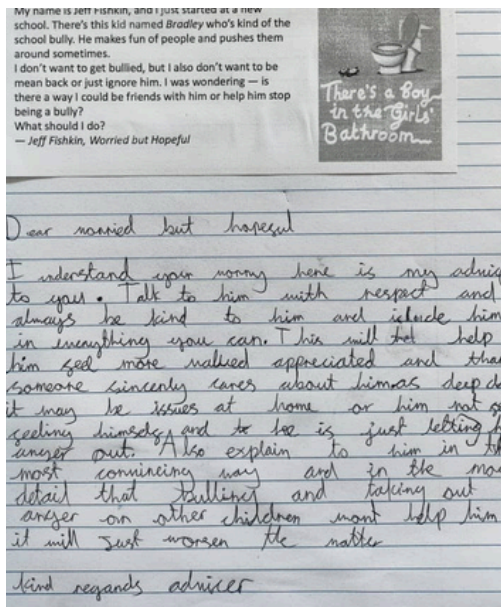 My name is Jeff Fishkin, and I just started at a new
school. There's this kid named Bradley who's kind of the
school bully. He makes fun of people and pushes them
around sometimes.
I don't want to get bullied, but I also don't want to be
mean back or just ignore him. I was wondering — is
there a way I could be friends with him or help him stop
being a bully?
What should I do?
— Jeff Fishkin, Worried but Hopeful
There's a Boy
in the Girls'
Bathroom
Dear worried but hopeful
I understand your worry here is my advic
to you. Talk to him with respect and
always be kind to him and iclude him
in everything you can. This will help
him feel more valued appreciated and tha
someone sincerly cares about him as deep do
it may be issues at home or him not
feeling himself, and he is just letting h
anger out. Also explain to him in th
most convincing way and in the mo
detail that bulling and taking out
anger on other children wont help him
it will just worsen the matter
kind regards adviser